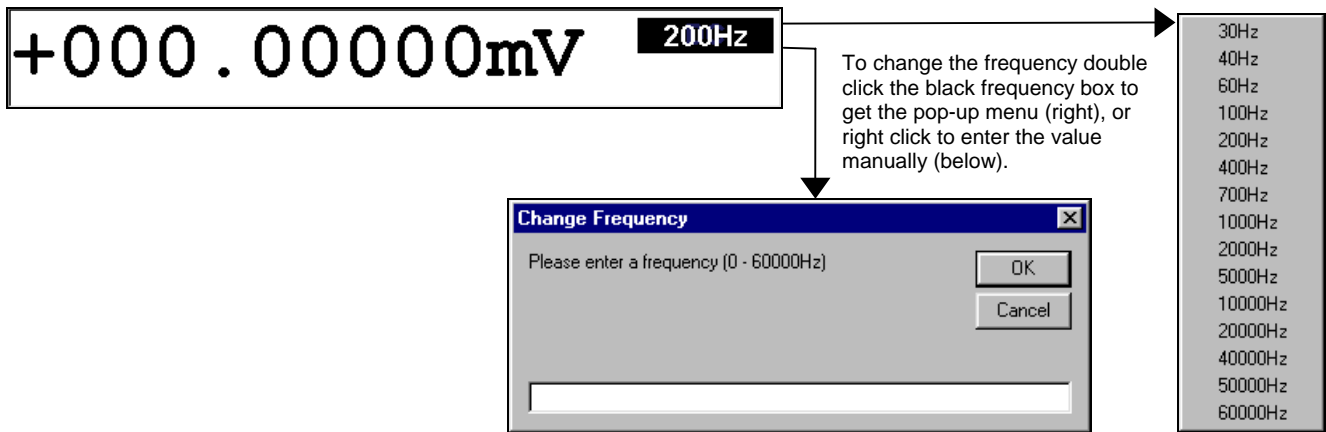 +000.00000mV
200Hz
To change the frequency double
click the black frequency box to
get the pop-up menu (right), or
right click to enter the value
manually (below).
Change Frequency
Please enter a frequency (0 - 60000Hz)
OK
Cancel
30Hz
40Hz
60Hz
100Hz
200Hz
400Hz
700Hz
1000Hz
2000Hz
5000Hz
10000Hz
20000Hz
40000Hz
50000Hz
60000Hz